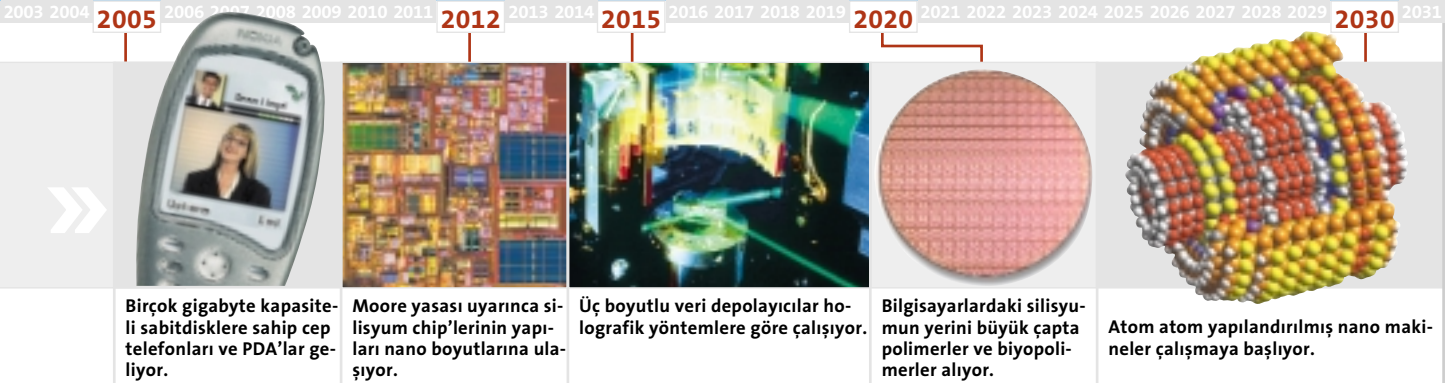 2003 2004 2005 2006 2007 2008 2009 2010 2011 2012 2013 2014 2015 2016 2017 2018 2019 2020 2021 2022 2023 2024 2025 2026 2027 2028 2029 2030 2031
NOKIA
Birçok gigabyte kapasite-
li sabitdisklere sahip cep
telefonları ve PDA'lar ge-
liyor.
Moore yasası uyarınca si-
lisyum chip'lerinin yapı-
ları nano boyutlarına ula-
şıyor.
Üç boyutlu veri depolayıcılar ho-
lografik yöntemlere göre çalışıyor.
Bilgisayarlardaki silisyu-
mun yerini büyük çapta
polimerler ve biyopoli-
merler alıyor.
Atom atom yapılandırılmış nano maki-
neler çalışmaya başlıyor.